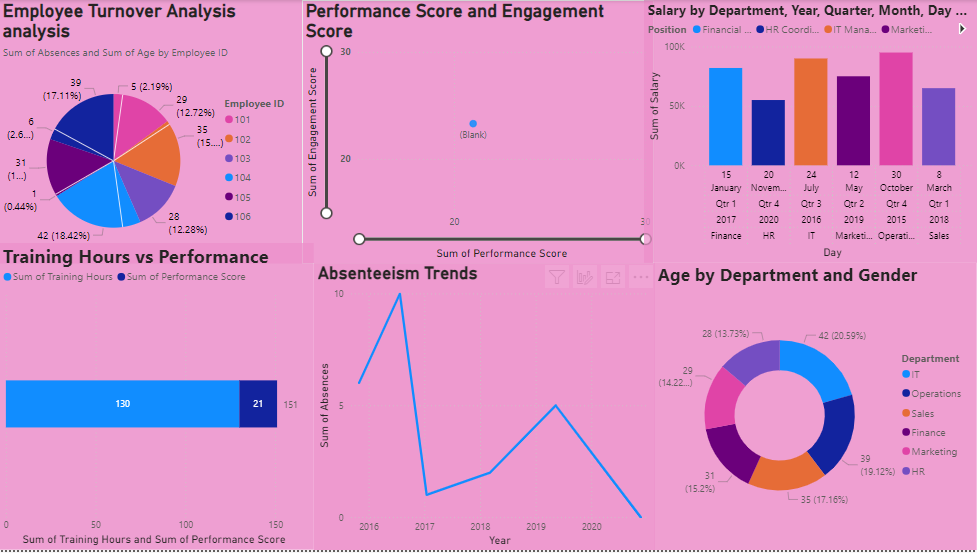 Employee Turnover Analysis
analysis
Sum of Absences and Sum of Age by Employee ID
39
(17.11%)
5 (2.19%)
29
(12.72%)
35
(15....)
28
(12.28%)
42 (18.42%)
1
(0.44%)
31
(1...)
6
(2.6...)
Employee ID
101
102
103
104
105
106
Performance Score and Engagement
Score
Sum of Engagement Score
30
20
(Blank)
20
30
Sum of Performance Score
Salary by Department, Year, Quarter, Month, Day ...
Position Financial ... HR Coordi... IT Mana... Marketi...
Sum of Salary
100K
50K
0K
15 20 24 12 30 8
January Novem... July May October March
Qtr 1 Qtr 4 Qtr 3 Qtr 2 Qtr 4 Qtr 1
2017 2020 2016 2019 2015 2018
Finance HR IT Marketi... Operati... Sales
Day
Training Hours vs Performance
Sum of Training Hours Sum of Performance Score
130 21 151
0 50 100 150
Sum of Training Hours and Sum of Performance Score
Absenteeism Trends
Sum of Absences
10
5
0
2016 2017 2018 2019 2020
Year
Age by Department and Gender
28 (13.73%)
42 (20.59%)
29
(14.22...)
39
(19.12%)
31
(15.2%)
35 (17.16%)
Department
IT
Operations
Sales
Finance
Marketing
HR